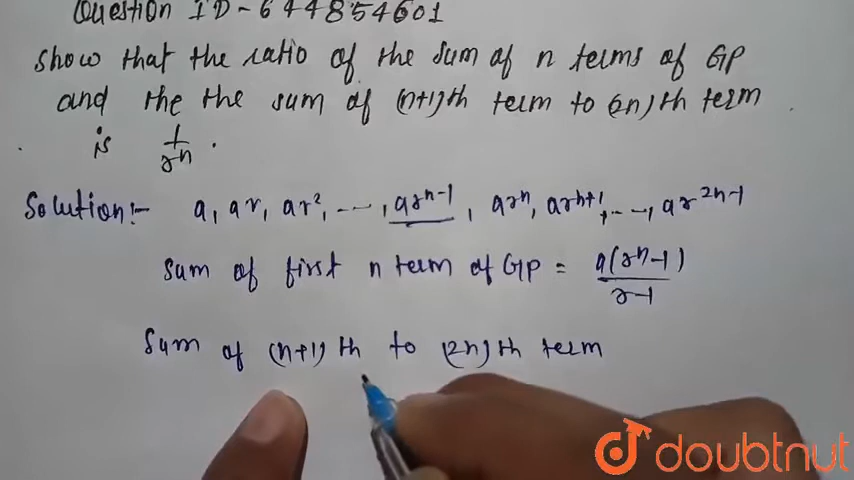 Question ID - 644854601
Show that the ratio of the sum of n terms of GP
and the the sum of (n+1)th term to (2n)th term
is 1/r^n .
Solution:- a, ar, ar², ..., ar^n-1, ar^n, ar^n+1, ..., ar^2n-1
Sum of first n term of GP = a(r^n-1)/r-1
Sum of (n+1)th to (2n)th term
doubtnut